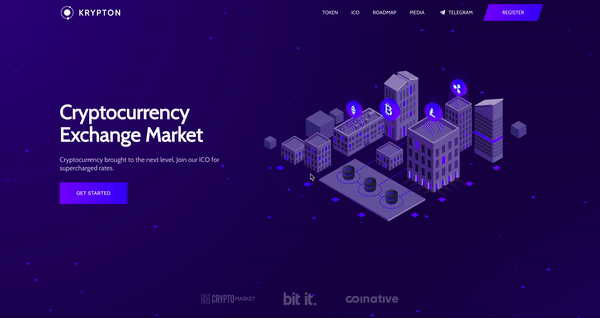 KRYPTON
TOKEN ICO ROADMAP MEDIA TELEGRAM REGISTER
Cryptocurrency
Exchange Market
Cryptocurrency brought to the next level. Join our ICO for
supercharged rates.
GET STARTED
CRYPTO MARKET bit it. coinative